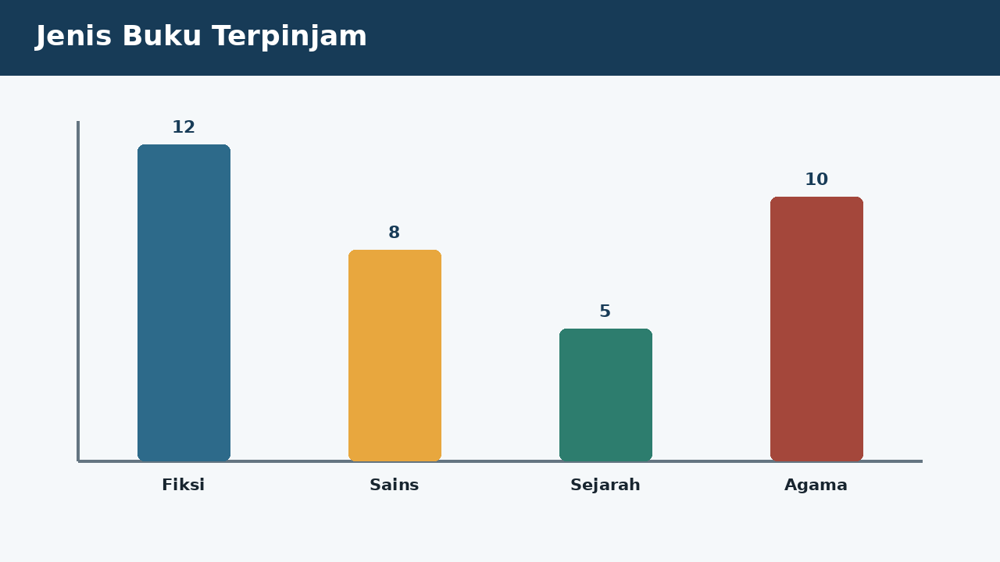 Jenis Buku Terpinjam
12
8
5
10
Fiksi
Sains
Sejarah
Agama